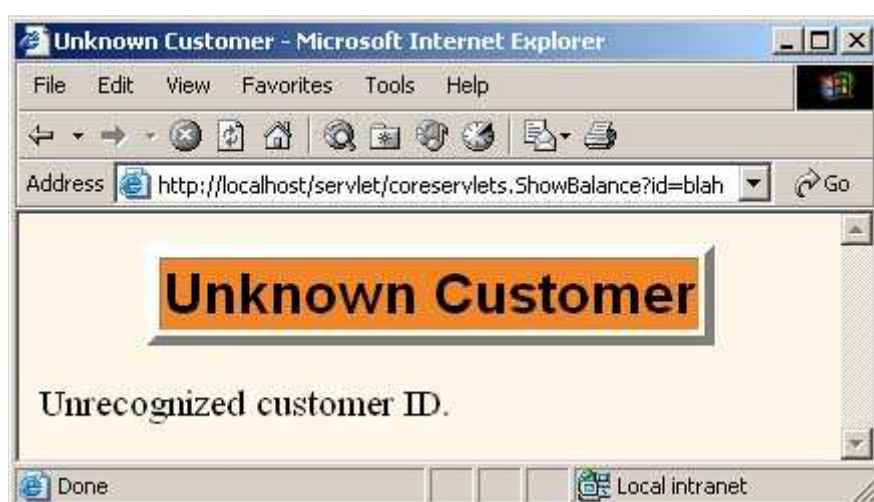 Unknown Customer - Microsoft Internet Explorer
File Edit View Favorites Tools Help
Address http://localhost/servlet/coreservlets.ShowBalance?id=blah Go
Unknown Customer
Unrecognized customer ID.
Done Local intranet